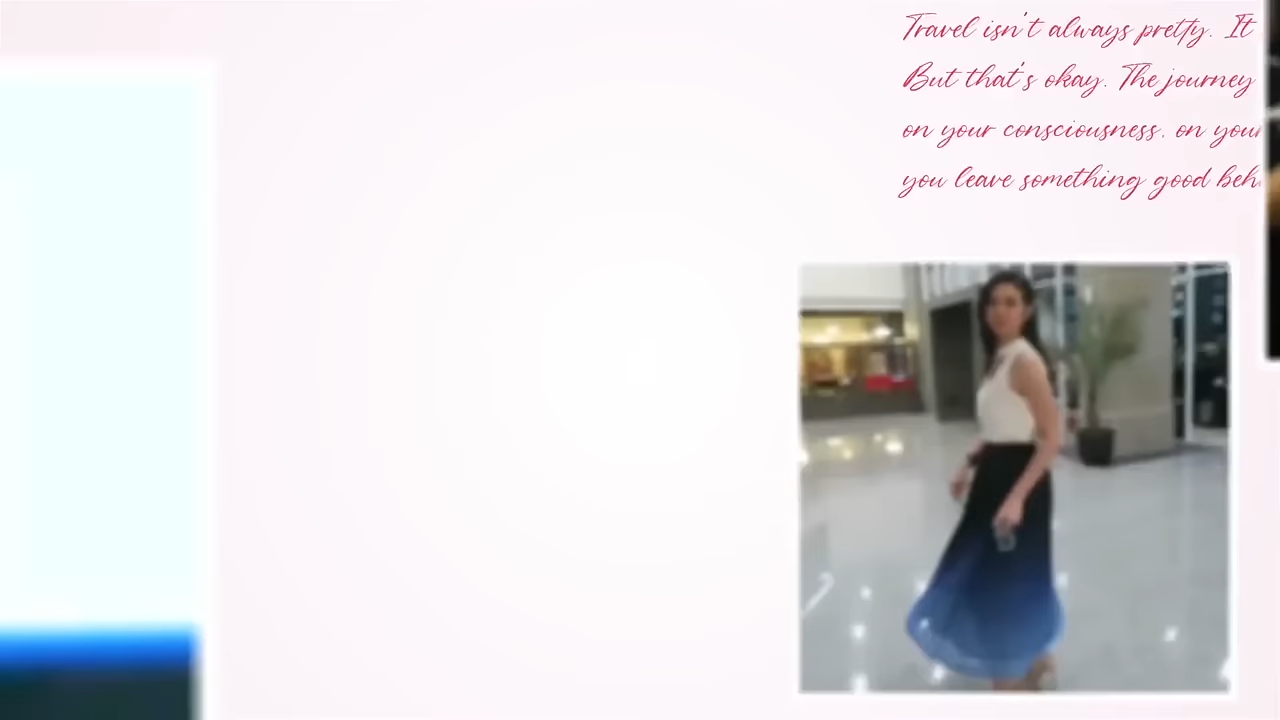 Travel isn't always pretty. It
But that's okay. The journey
on your consciousness, on your
you leave something good